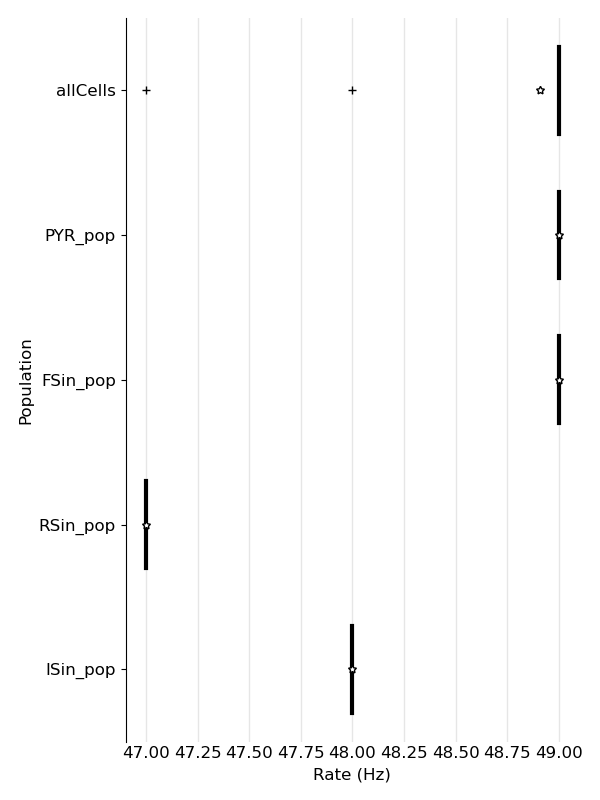 allCells
PYR_pop
FSin_pop
RSin_pop
ISin_pop
Population
47.00 47.25 47.50 47.75 48.00 48.25 48.50 48.75 49.00
Rate (Hz)